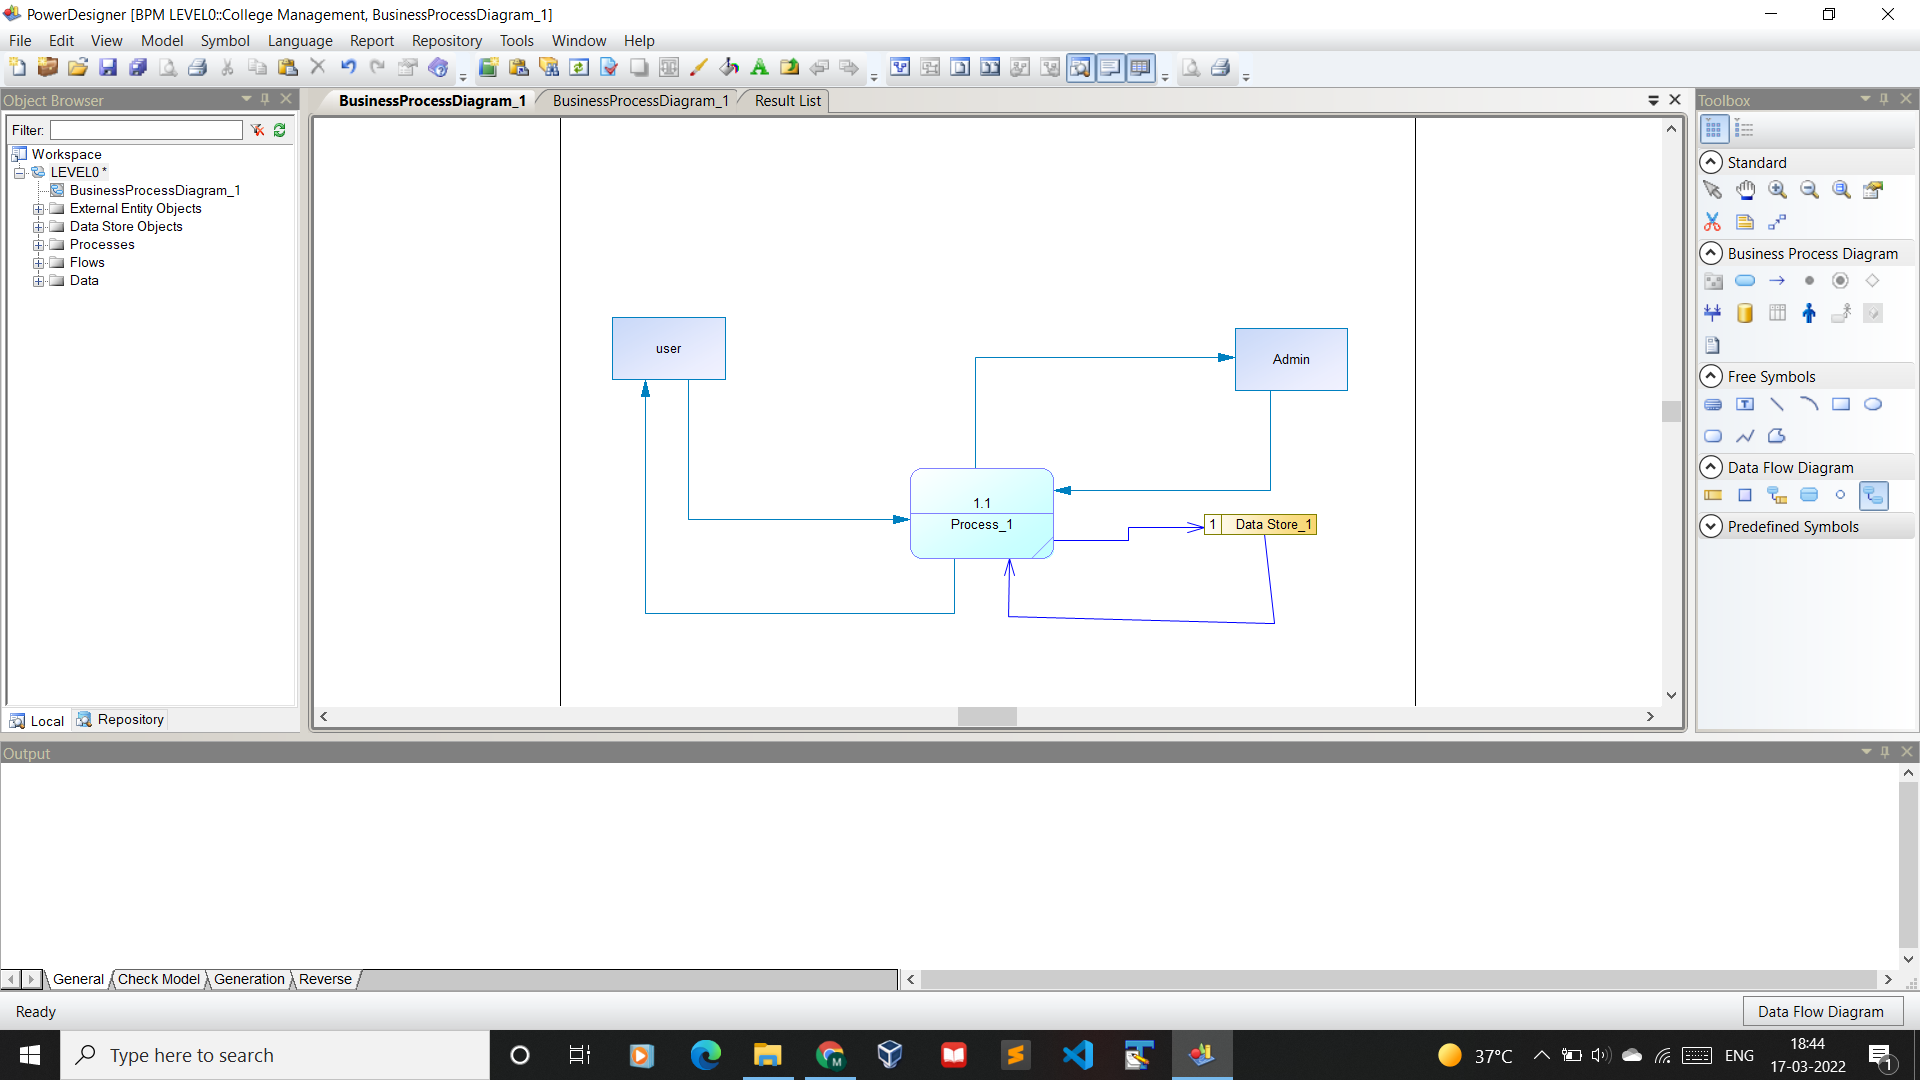 PowerDesigner [BPM LEVEL0::College Management, BusinessProcessDiagram_1]
File Edit View Model Symbol Language Report Repository Tools Window Help
Object Browser
BusinessProcessDiagram_1 BusinessProcessDiagram_1 Result List
Toolbox
Filter:
Workspace
LEVEL0 *
BusinessProcessDiagram_1
External Entity Objects
Data Store Objects
Processes
Flows
Data
Local Repository
user
Admin
1.1
Process_1
1 Data Store_1
Standard
Business Process Diagram
Free Symbols
Data Flow Diagram
Predefined Symbols
Output
General Check Model Generation Reverse
Ready
Data Flow Diagram
Type here to search
37°C
ENG
18:44
17-03-2022
1